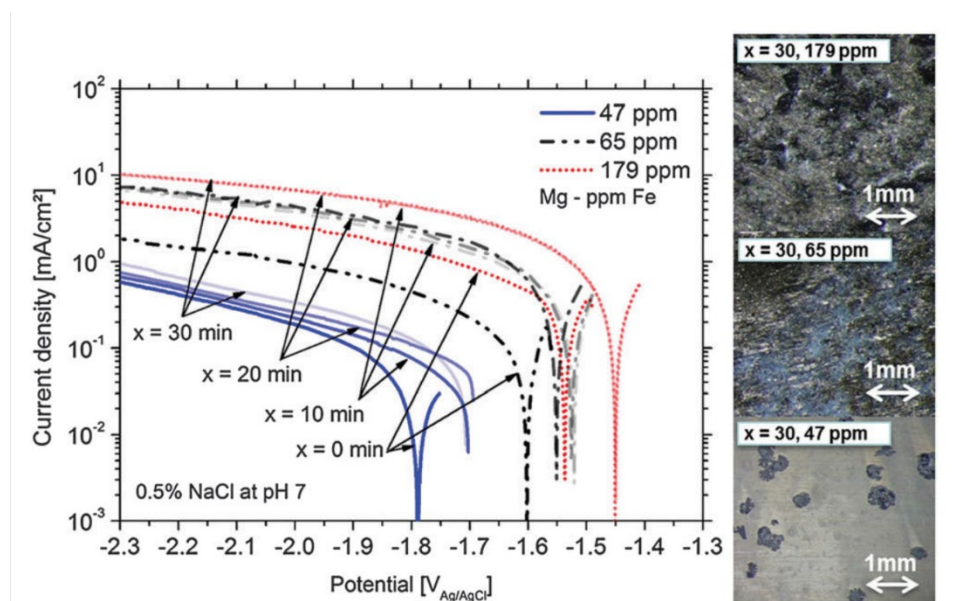 Current density [mA/cm²]
10²
10¹
10⁰
10⁻¹
10⁻²
10⁻³
47 ppm
65 ppm
179 ppm
Mg - ppm Fe
x = 30 min
x = 20 min
x = 10 min
x = 0 min
0.5% NaCl at pH 7
-2.3 -2.2 -2.1 -2.0 -1.9 -1.8 -1.7 -1.6 -1.5 -1.4 -1.3
Potential [V_Ag/AgCl]
x = 30, 179 ppm
1mm
x = 30, 65 ppm
1mm
x = 30, 47 ppm
1mm